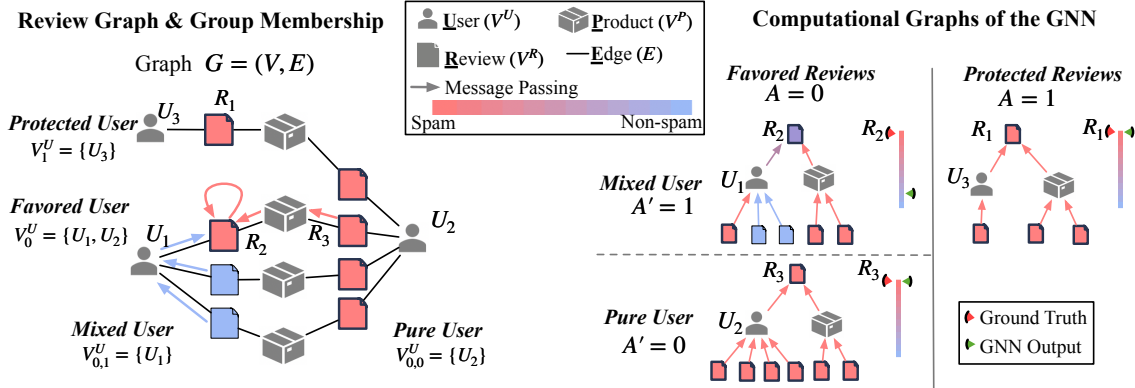 Review Graph & Group Membership
Graph G = (V, E)
Protected User
V_1^U = {U_3}
U_3
R_1
Favored User
V_0^U = {U_1, U_2}
U_1
R_2
R_3
U_2
Mixed User
V_{0,1}^U = {U_1}
Pure User
V_{0,0}^U = {U_2}
User (V^U)
Product (V^P)
Review (V^R)
Edge (E)
Message Passing
Spam
Non-spam
Computational Graphs of the GNN
Favored Reviews
A = 0
Protected Reviews
A = 1
Mixed User
A' = 1
R_2
U_1
R_2
R_1
U_3
R_1
Pure User
A' = 0
R_3
U_2
R_3
Ground Truth
GNN Output